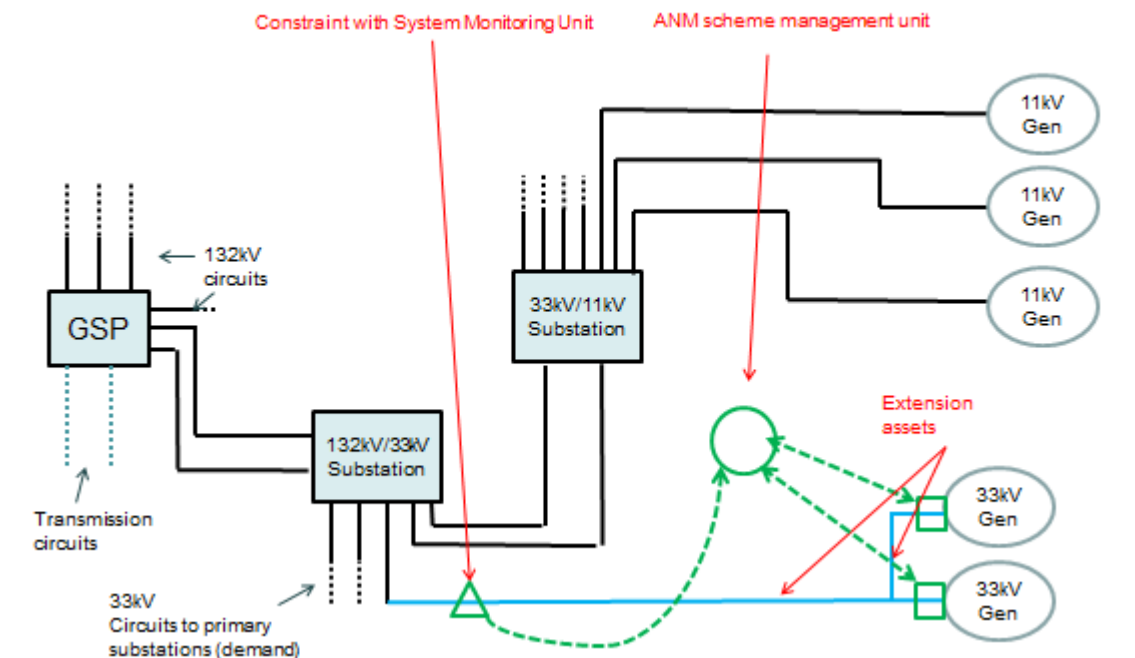 Constraint with System Monitoring Unit
ANM scheme management unit
11kV
Gen
11kV
Gen
11kV
Gen
132kV
circuits
GSP
33kV/11kV
Substation
132kV/33kV
Substation
Extension
assets
Transmission
circuits
33kV
Gen
33kV
Gen
33kV
Circuits to primary
substations (demand)